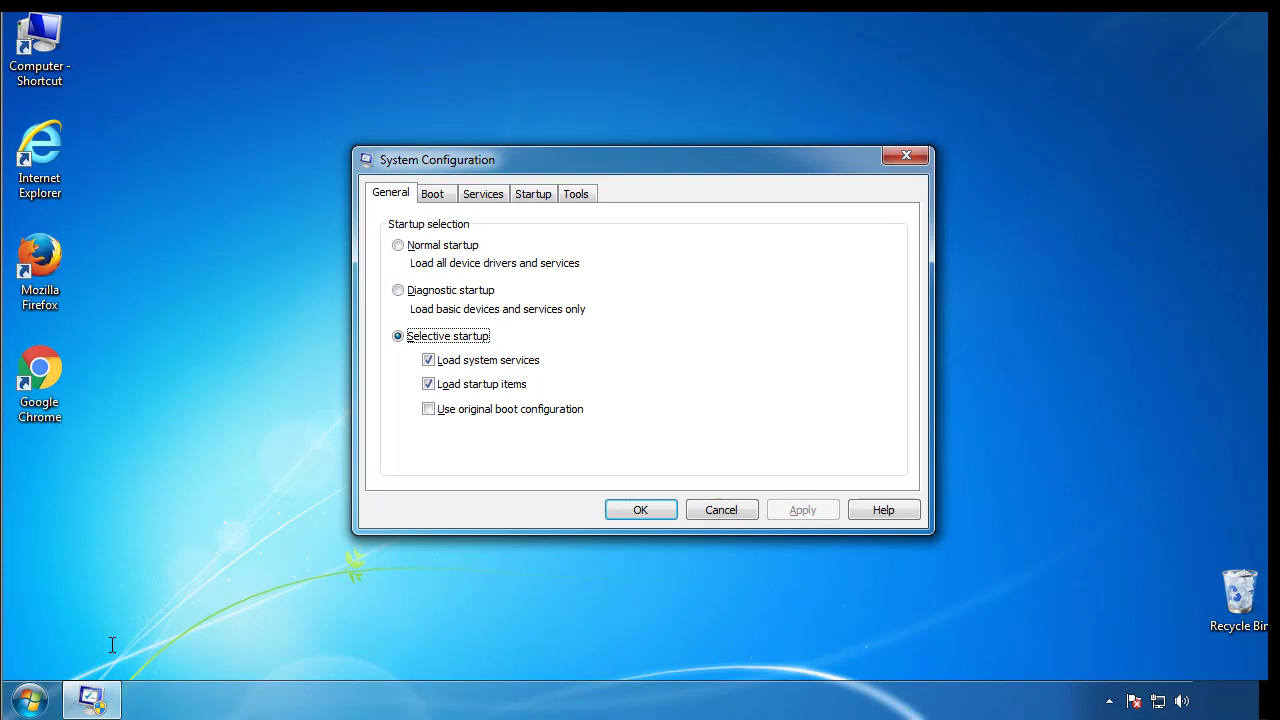 Computer -
Shortcut
Internet
Explorer
Mozilla
Firefox
Google
Chrome
System Configuration
General
Boot
Services
Startup
Tools
Startup selection
Normal startup
Load all device drivers and services
Diagnostic startup
Load basic devices and services only
Selective startup
Load system services
Load startup items
Use original boot configuration
OK
Cancel
Apply
Help
Recycle Bin